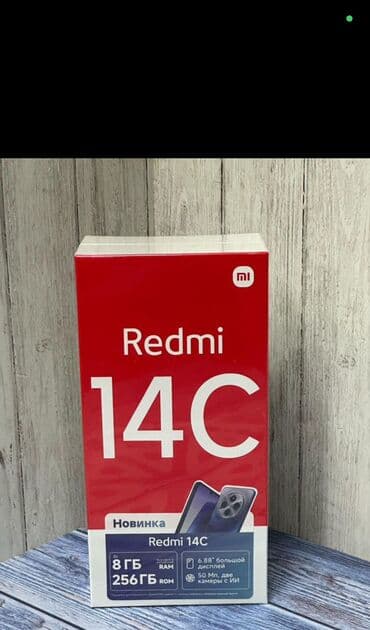 mi
Redmi
14C
Новинка
Redmi 14C
8 ГБ RAM
256 ГБ ROM
6.88" большой
дисплей
50 Мп, две
камеры с ИИ